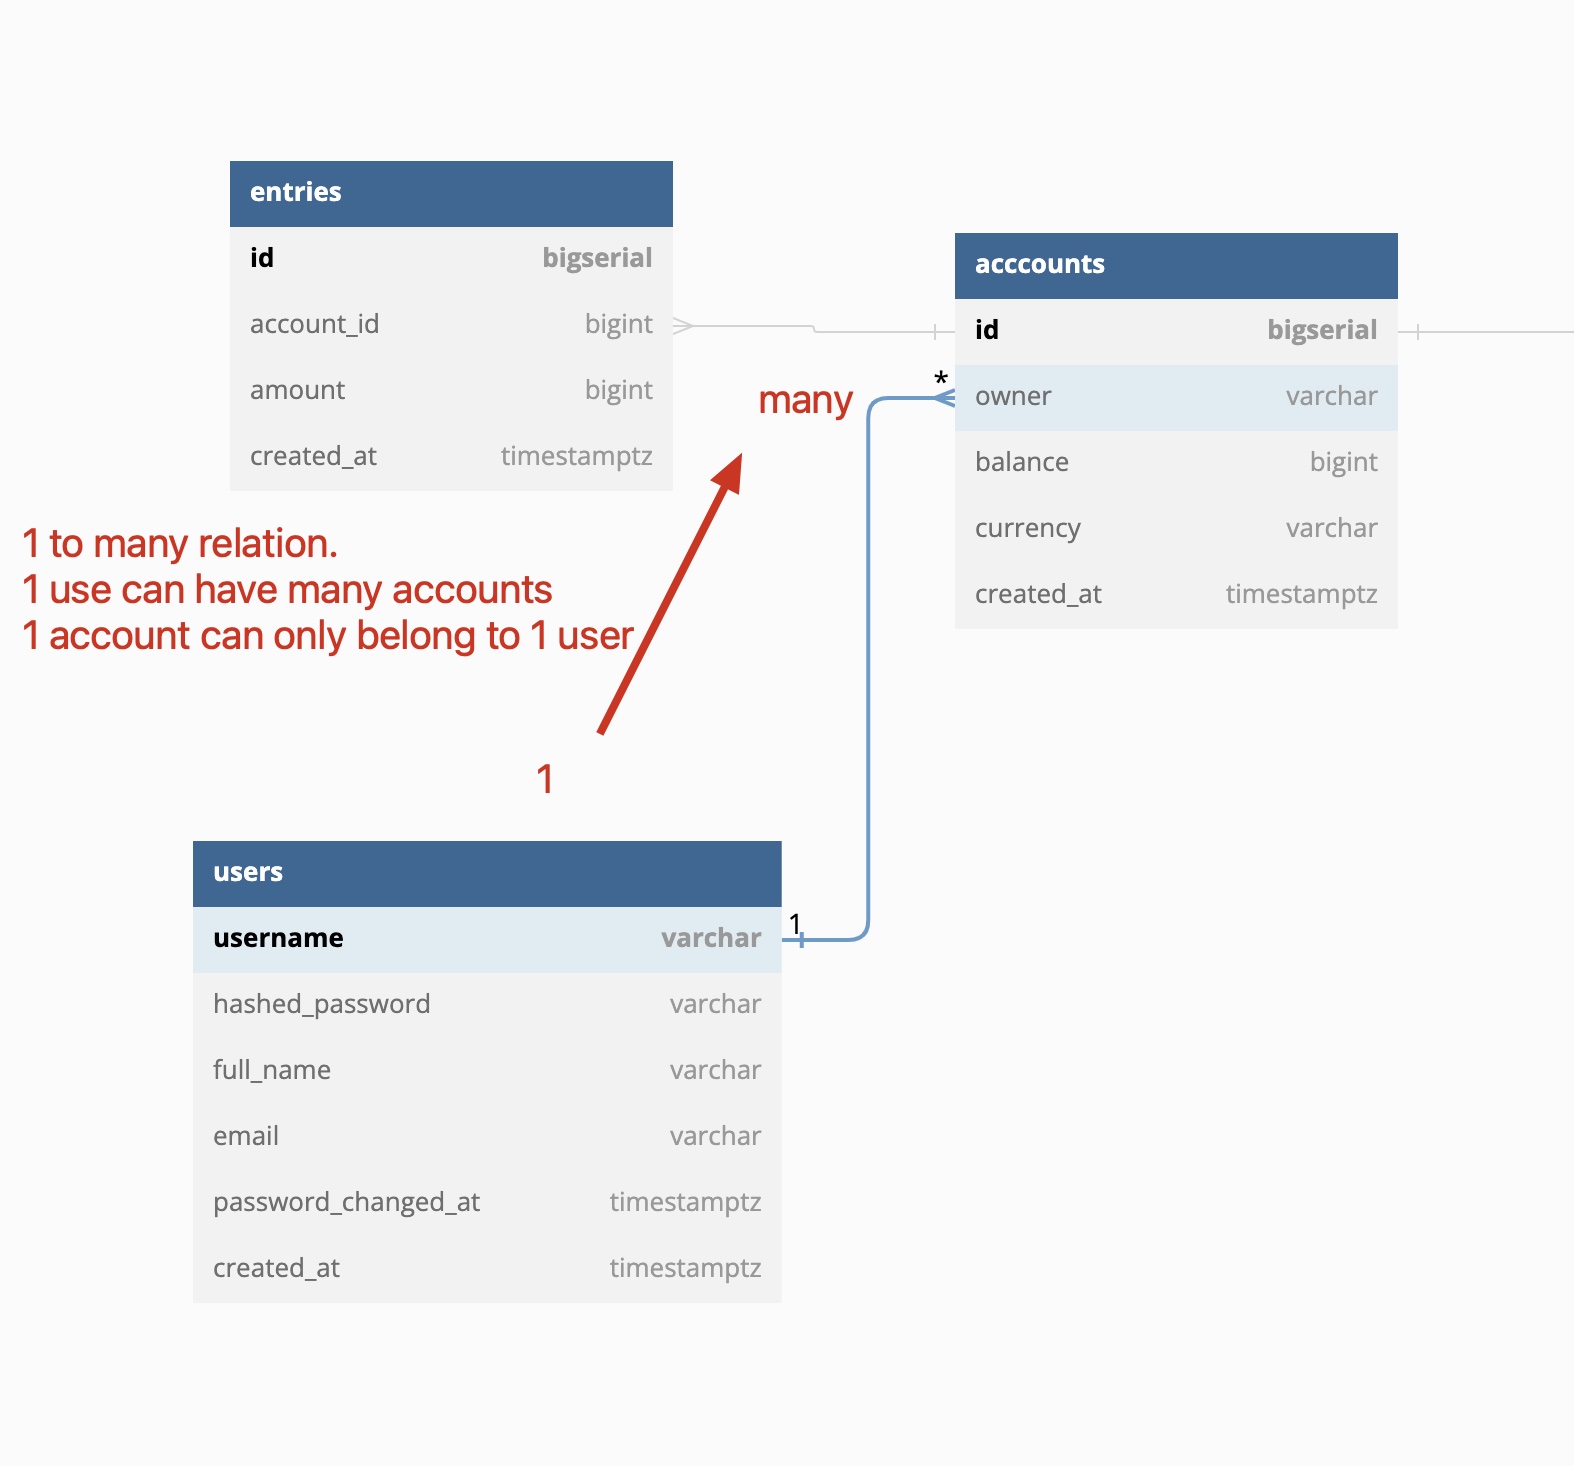 entries
id bigserial
account_id bigint
amount bigint
created_at timestamptz
acccounts
id bigserial
* owner varchar
balance bigint
currency varchar
created_at timestamptz
many
1 to many relation.
1 use can have many accounts
1 account can only belong to 1 user
1
users
username varchar 1
hashed_password varchar
full_name varchar
email varchar
password_changed_at timestamptz
created_at timestamptz